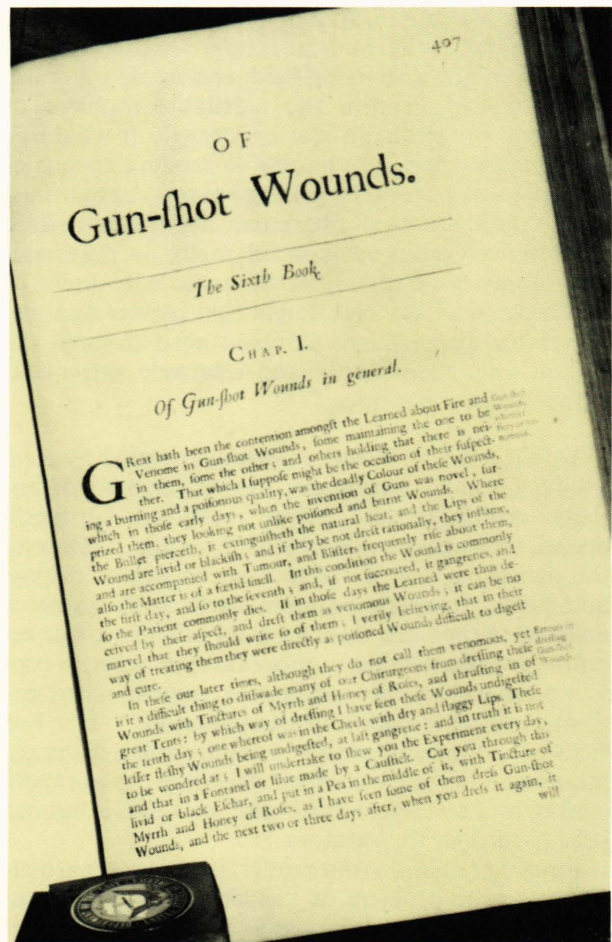 407
OF
Gun-ſhot Wounds.
The Sixth Book.
CHAP. I.
Of Gun-ſhot Wounds in general.
GReat hath been the contention amongſt the Learned about Fire and
Venome in Gun-ſhot Wounds, ſome maintaining the one to be
in them, ſome the other; and others holding that there is nei-
ther. That which I ſuppoſe might be the occaſion of their ſuſpect-
ing a burning and a poiſonous quality, was the deadly Colour of theſe Wounds,
which in thoſe early days, when the invention of Guns was novel, ſur-
prized them, they looking not unlike poiſoned and burnt Wounds. Where
the Bullet pierceth, it extinguiſheth the natural heat, and the Lips of the
Wound are livid or blackiſh; and if they be not dreſt rationally, they inflame,
and are accompanied with Tumour, and Bliſters frequently riſe about them,
alſo the Matter is of a fœtid ſmell. In this condition the Wound is commonly
the firſt day, and ſo to the ſeventh; and, if not ſuccoured, it gangrenes, and
ſo the Patient commonly dies. If in thoſe days the Learned were thus de-
ceived by their aſpect, and dreſt them as venomous Wounds; it can be no
marvel that they ſhould write ſo of them; I verily believing, that in their
way of treating them they were directly as poiſoned Wounds difficult to digeſt
and cure.
In theſe our later times, although they do not call them venomous, yet
is it a difficult thing to diſſwade many of our Chirurgeons from dreſſing theſe
Wounds with Tinctures of Myrrh and Honey of Roſes, and thruſting in of
great Tents: by which way of dreſſing I have ſeen theſe Wounds undigeſted
the tenth day; one whereof was in the Cheek with dry and flaggy Lips. Theſe
leſſer fleſhy Wounds being undigeſted, at laſt gangrene: and in truth it is not
to be wondred at; I will undertake to ſhew you the Experiment every day,
and that in a Fontanel or Iſſue made by a Cauſtick. Cut you through this
livid or black Eſchar, and put in a Pea in the middle of it, with Tincture of
Myrrh and Honey of Roſes, as I have ſeen ſome of them dreſs Gun-ſhot
Wounds, and the next two or three days after, when you dreſs it again, it
will
Gun-ſhot
Wounds,
Errours in
dreſſing
Gun-ſhot
Wounds.